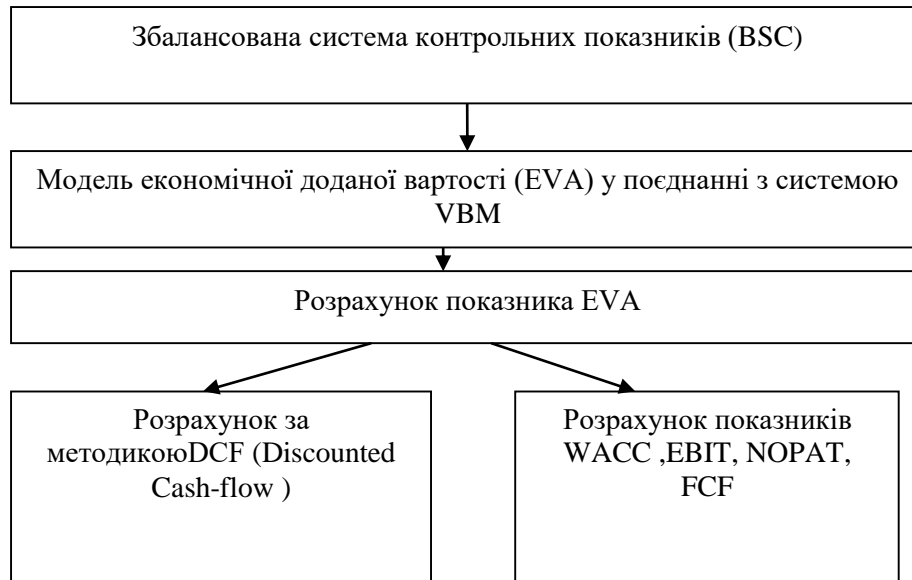 Збалансована система контрольних показників (BSC)
Модель економічної доданої вартості (EVA) у поєднанні з системою
VBM
Розрахунок показника EVA
Розрахунок за
методикоюDCF (Discounted
Cash-flow )
Розрахунок показників
WACC ,EBIT, NOPAT,
FCF